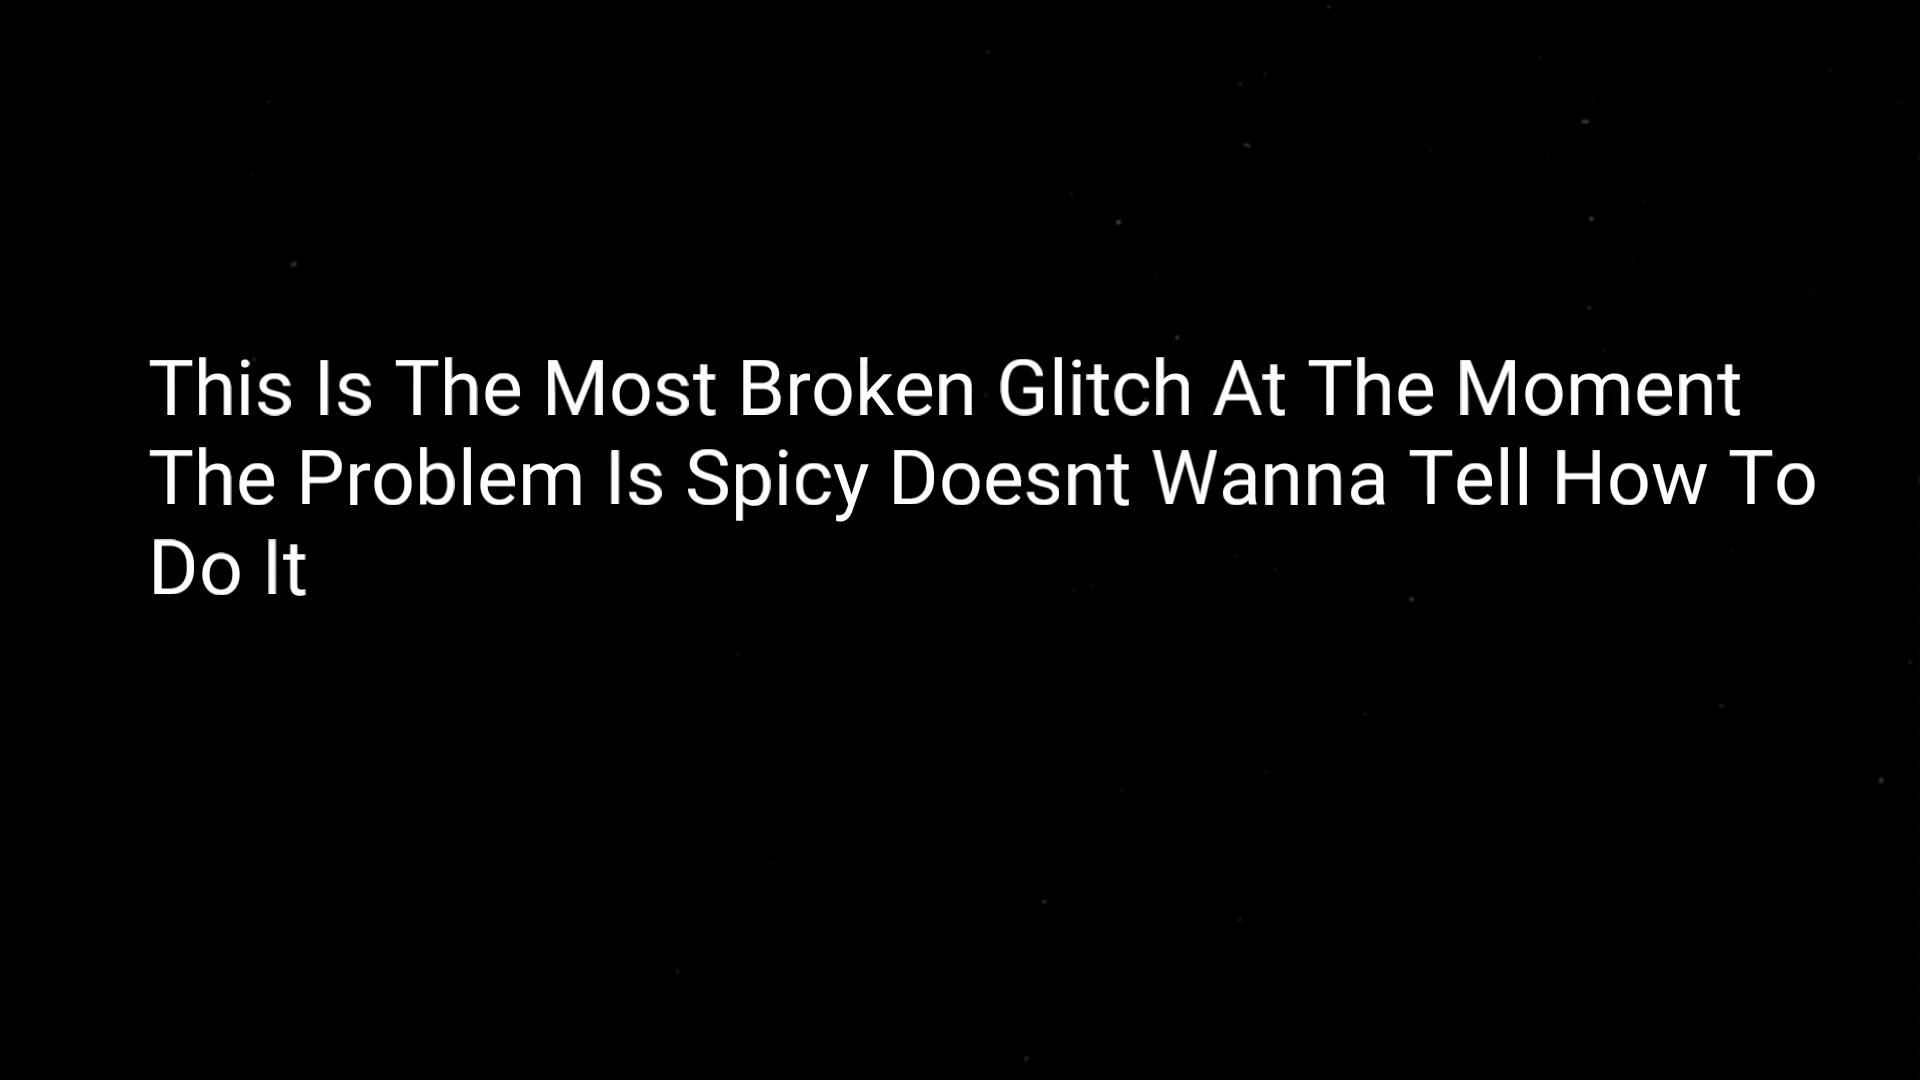 This Is The Most Broken Glitch At The Moment
The Problem Is Spicy Doesnt Wanna Tell How To
Do It